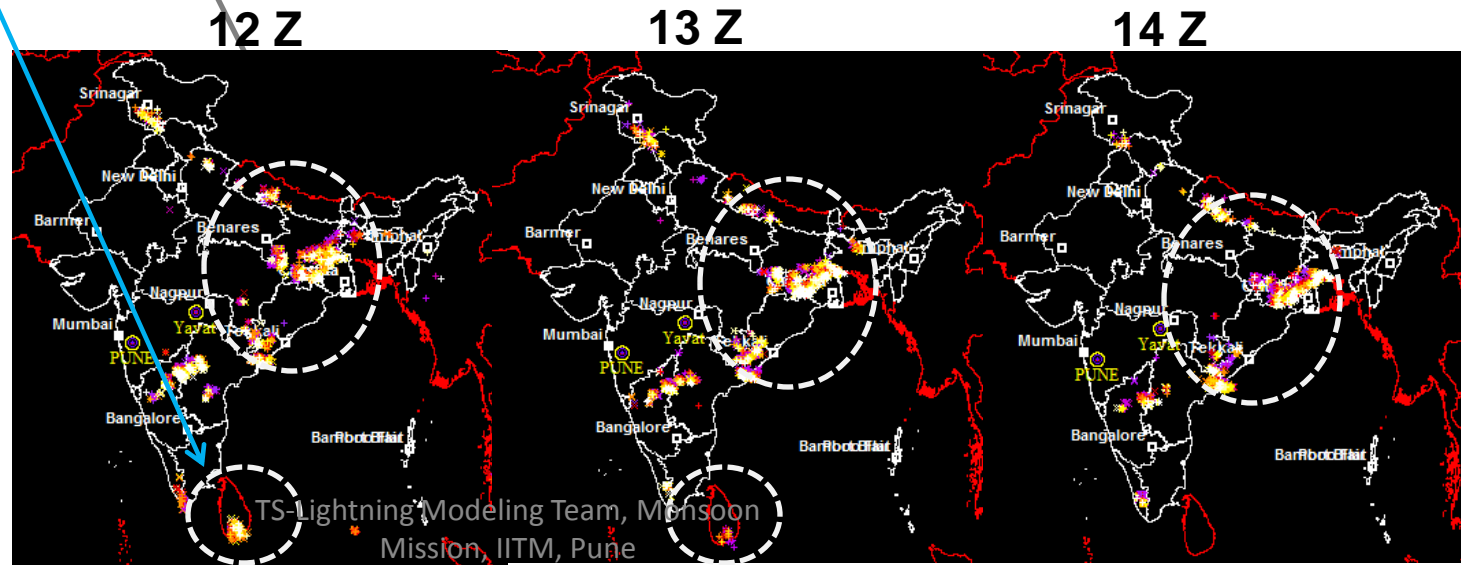 12 Z
Srinagar
New Delhi
Barmer
Benares
Imphal
Nagpur
Mumbai
Yavat
Tekkali
PUNE
Bangalore
13 Z
Srinagar
New Delhi
Barmer
Benares
Imphal
Nagpur
Mumbai
Yavat
Tekkali
PUNE
Bangalore
14 Z
Srinagar
New Delhi
Barmer
Benares
Imphal
Nagpur
Mumbai
Yavat
Tekkali
PUNE
Bangalore
TS-Lightning Modeling Team, Monsoon
Mission, IITM, Pune